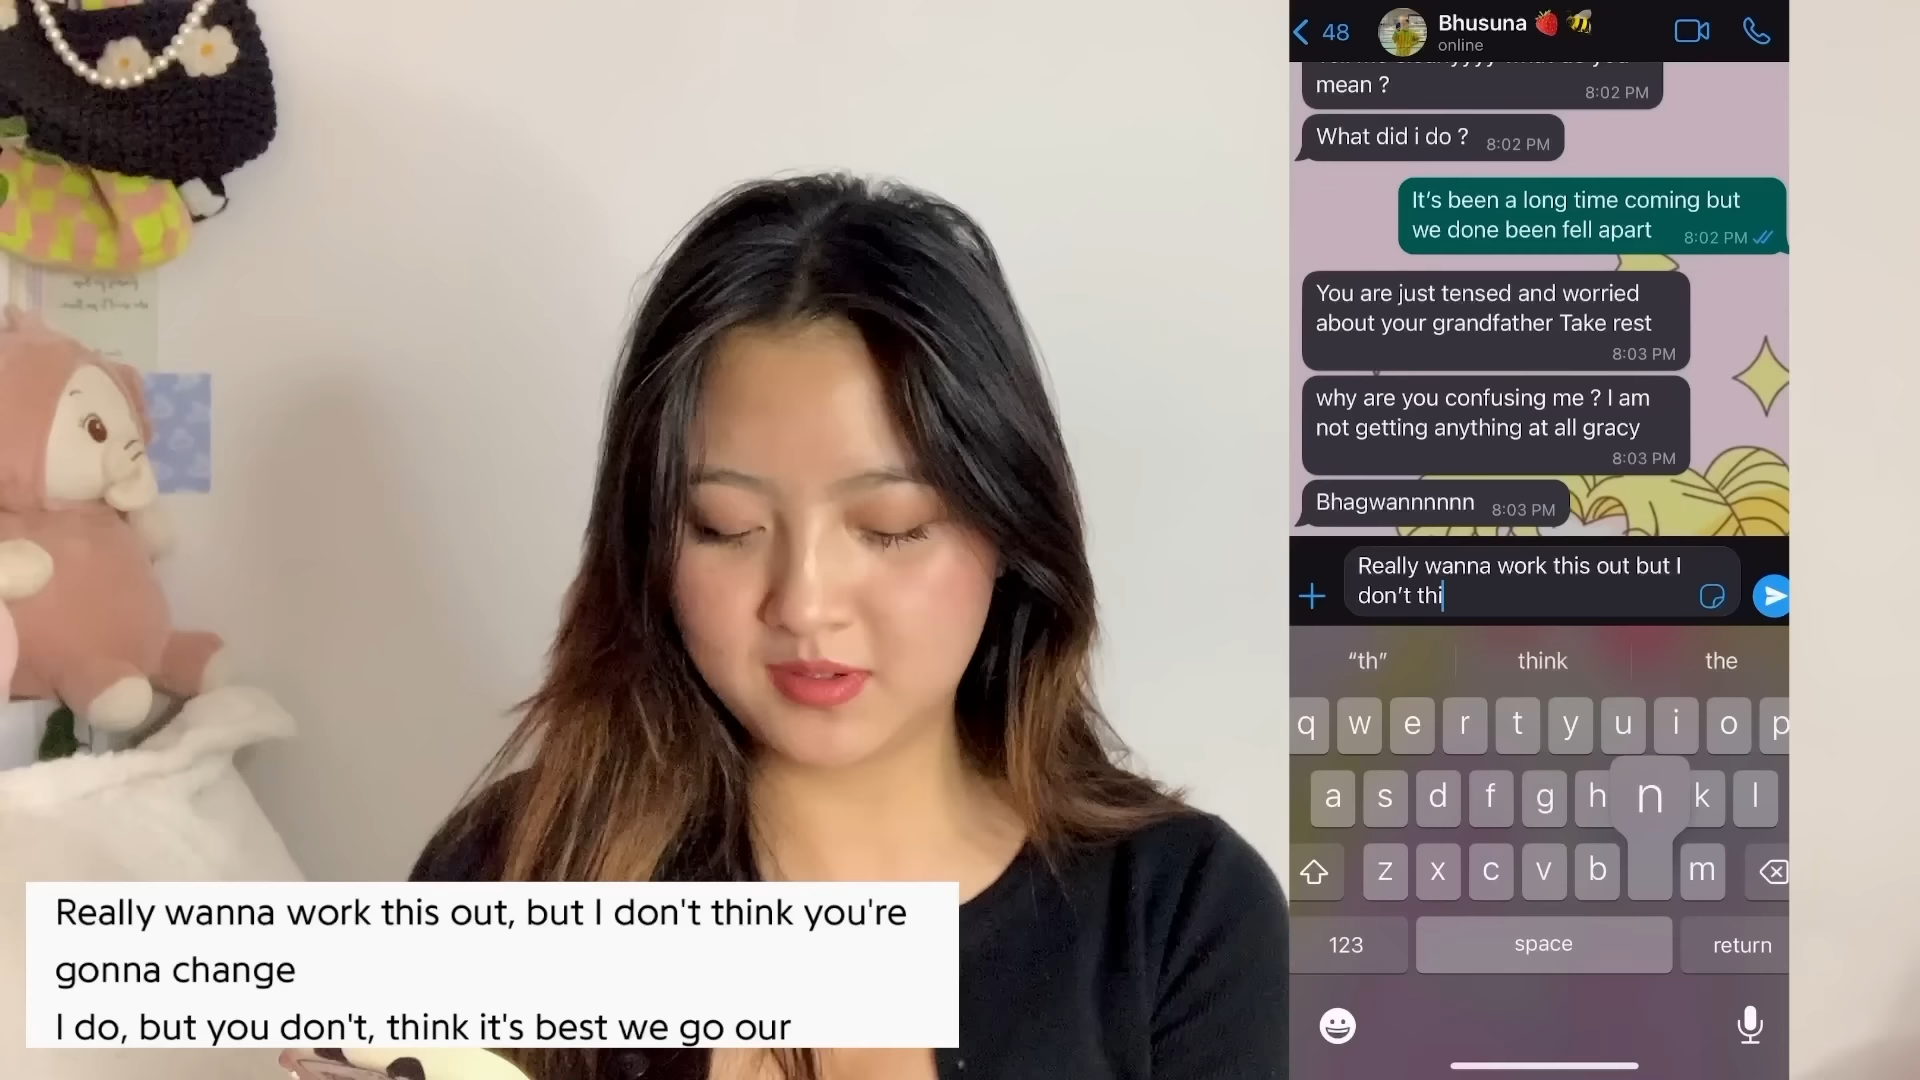 48
Bhusuna 🍓 🐝
online
mean ?
8:02 PM
What did i do ?
8:02 PM
It's been a long time coming but
we done been fell apart
8:02 PM
You are just tensed and worried
about your grandfather Take rest
8:03 PM
why are you confusing me ? I am
not getting anything at all gracy
8:03 PM
Bhagwannnnnn
8:03 PM
Really wanna work this out but I
don't thi
“th” think the
q w e r t y u i o p
a s d f g h n k l
z x c v b m
123 space return
Really wanna work this out, but I don't think you're
gonna change
I do, but you don't, think it's best we go our